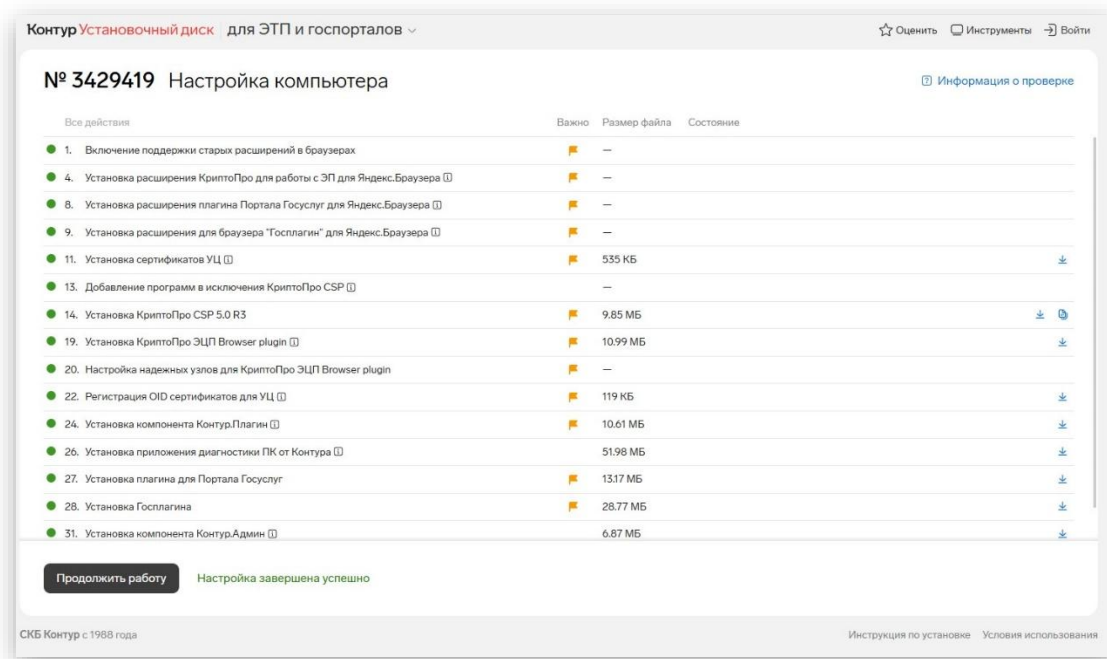 Контур Установочный диск для ЭТП и госпорталов Оценить Инструменты Войти
№ 3429419 Настройка компьютера Информация о проверке
Все действия Важно Размер файла Состояние
1. Включение поддержки старых расширений в браузерах —
4. Установка расширения КриптоПро для работы с ЭП для Яндекс.Браузера —
8. Установка расширения плагина Портала Госуслуг для Яндекс.Браузера —
9. Установка расширения для браузера "Госплагин" для Яндекс.Браузера —
11. Установка сертификатов УЦ 535 КБ
13. Добавление программ в исключения КриптоПро CSP —
14. Установка КриптоПро CSP 5.0 R3 9.85 МБ
19. Установка КриптоПро ЭЦП Browser plugin 10.99 МБ
20. Настройка надежных узлов для КриптоПро ЭЦП Browser plugin —
22. Регистрация OID сертификатов для УЦ 119 КБ
24. Установка компонента Контур.Плагин 10.61 МБ
26. Установка приложения диагностики ПК от Контура 51.98 МБ
27. Установка плагина для Портала Госуслуг 13.17 МБ
28. Установка Госплагина 28.77 МБ
31. Установка компонента Контур.Админ 6.87 МБ
Продолжить работу Настройка завершена успешно
СКБ Контур с 1988 года Инструкция по установке Условия использования